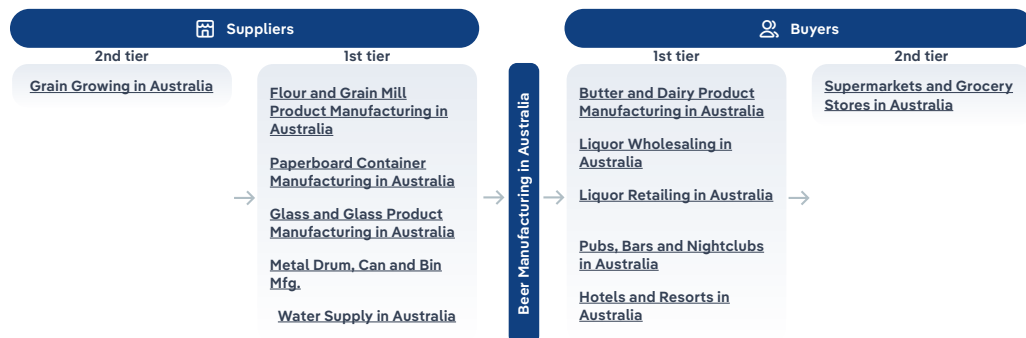 Suppliers
Buyers
2nd tier
1st tier
1st tier
2nd tier
Grain Growing in Australia
Flour and Grain Mill
Product Manufacturing in
Australia
Paperboard Container
Manufacturing in Australia
Glass and Glass Product
Manufacturing in Australia
Metal Drum, Can and Bin
Mfg.
Water Supply in Australia
Beer Manufacturing in Australia
Butter and Dairy Product
Manufacturing in Australia
Liquor Wholesaling in
Australia
Liquor Retailing in Australia
Pubs, Bars and Nightclubs
in Australia
Hotels and Resorts in
Australia
Supermarkets and Grocery
Stores in Australia